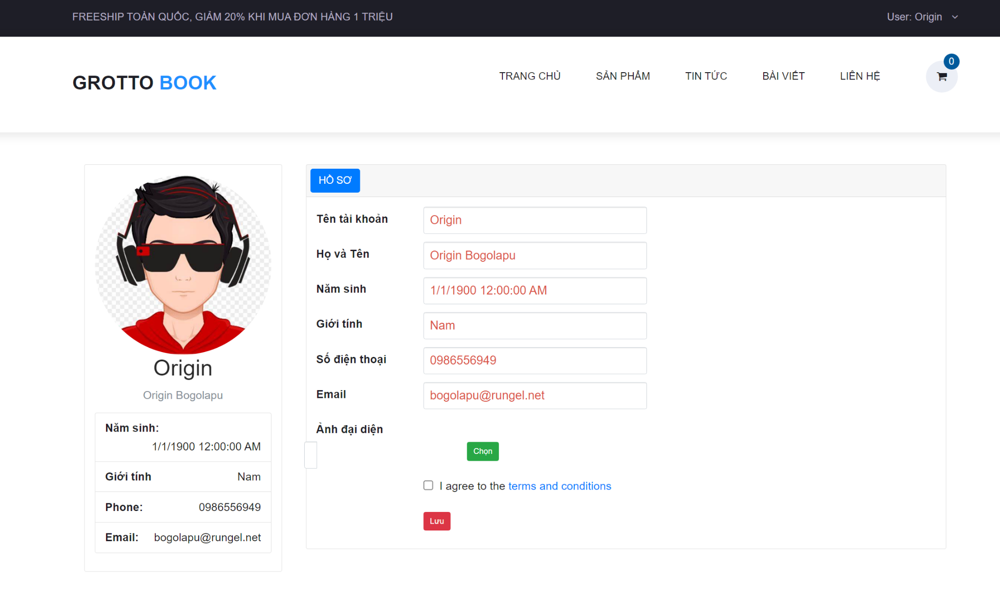 FREESHIP TOÀN QUỐC, GIẢM 20% KHI MUA ĐƠN HÀNG 1 TRIỆU
User: Origin
GROTTO BOOK
TRANG CHỦ
SẢN PHẨM
TIN TỨC
BÀI VIẾT
LIÊN HỆ
0
Origin
Origin Bogolapu
Năm sinh:
1/1/1900 12:00:00 AM
Giới tính Nam
Phone: 0986556949
Email: bogolapu@rungel.net
HỒ SƠ
Tên tài khoản Origin
Họ và Tên Origin Bogolapu
Năm sinh 1/1/1900 12:00:00 AM
Giới tính Nam
Số điện thoại 0986556949
Email bogolapu@rungel.net
Ảnh đại diện
Chọn
I agree to the terms and conditions
Lưu